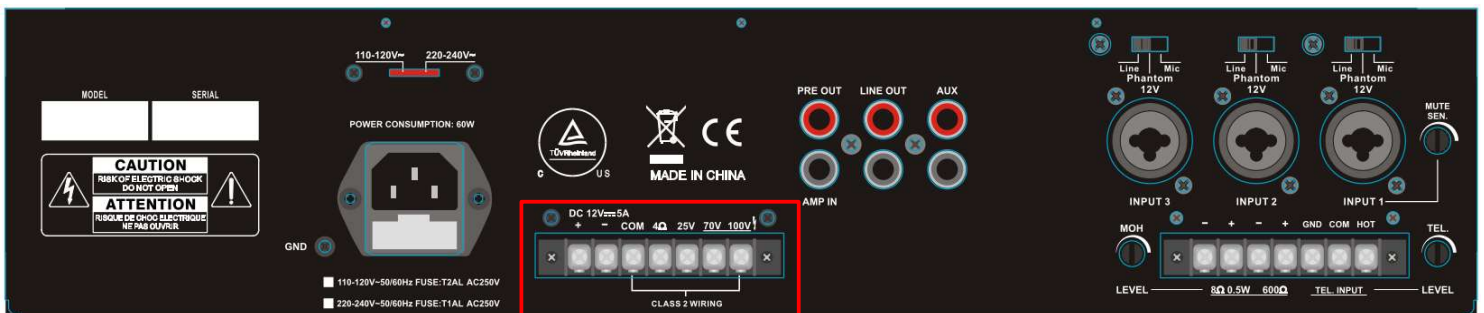 110-120V~ 220-240V~
MODEL SERIAL
CAUTION
RISK OF ELECTRIC SHOCK
DO NOT OPEN
ATTENTION
RISQUE DE CHOC ELECTRIQUE
NE PAS OUVRIR
POWER CONSUMPTION: 60W
GND
110-120V~50/60Hz FUSE:T2AL AC250V
220-240V~50/60Hz FUSE:T1AL AC250V
TÜVRheinland
C US
CE
MADE IN CHINA
DC 12V⎓5A
+ − COM 4Ω 25V 70V 100V
CLASS 2 WIRING
PRE OUT LINE OUT AUX
AMP IN
Line Mic Line Mic Line Mic
Phantom Phantom Phantom
12V 12V 12V
INPUT 3 INPUT 2 INPUT 1
MUTE
SEN.
MOH − + − + GND COM HOT TEL.
LEVEL 8Ω 0.5W 600Ω TEL. INPUT LEVEL